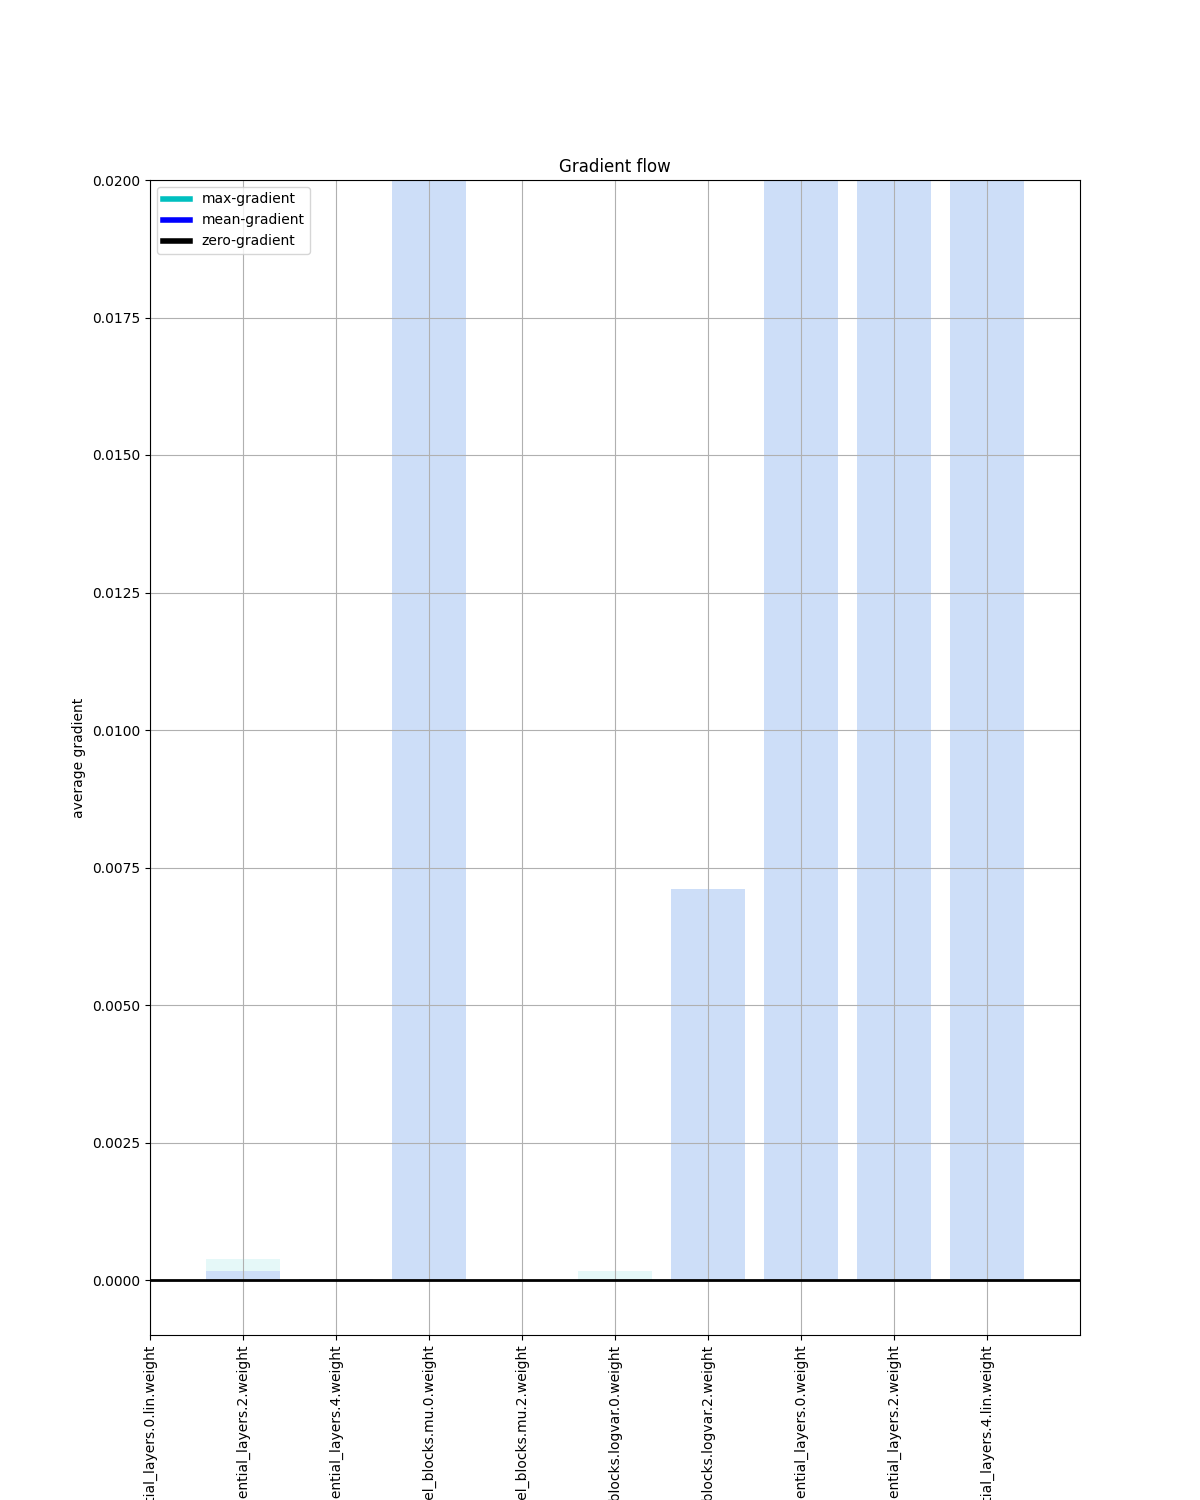 Gradient flow
max-gradient
mean-gradient
zero-gradient
0.0200
0.0175
0.0150
0.0125
0.0100
0.0075
0.0050
0.0025
0.0000
average gradient
tial_layers.0.lin.weight
ential_layers.2.weight
ential_layers.4.weight
el_blocks.mu.0.weight
el_blocks.mu.2.weight
blocks.logvar.0.weight
blocks.logvar.2.weight
ential_layers.0.weight
ential_layers.2.weight
tial_layers.4.lin.weight